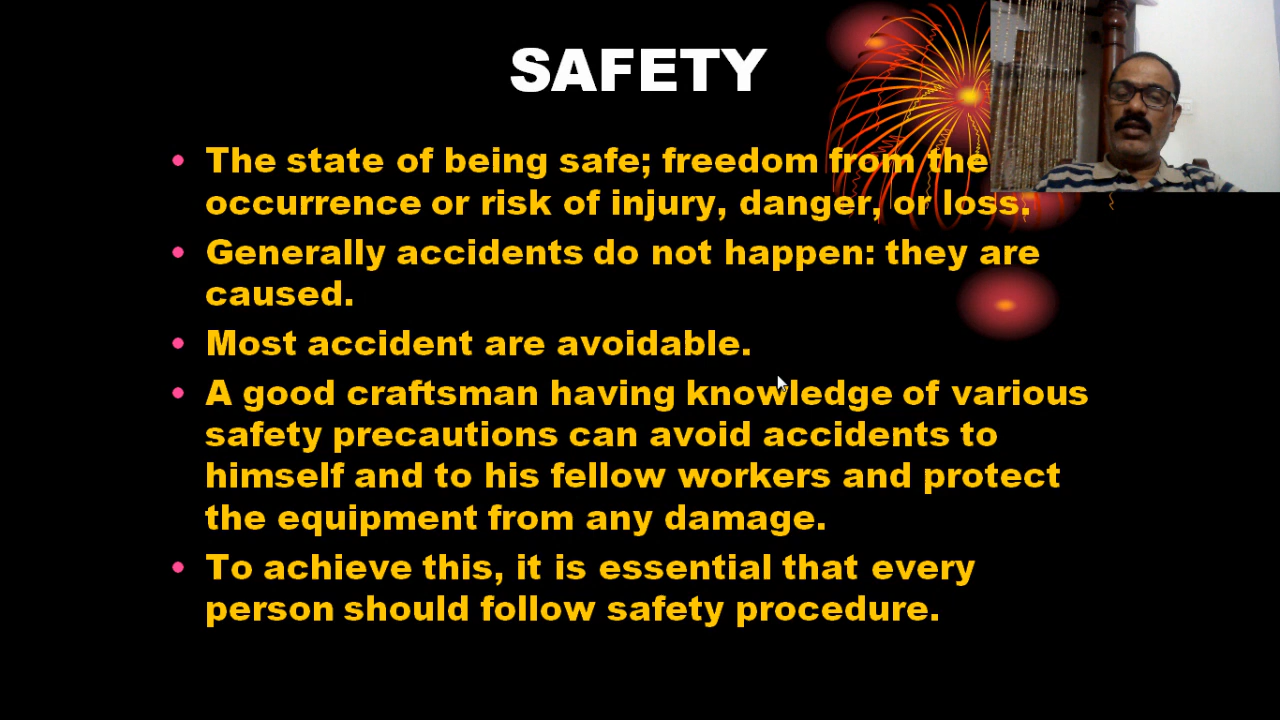 SAFETY
• The state of being safe; freedom from the
occurrence or risk of injury, danger, or loss.
• Generally accidents do not happen: they are
caused.
• Most accident are avoidable.
• A good craftsman having knowledge of various
safety precautions can avoid accidents to
himself and to his fellow workers and protect
the equipment from any damage.
• To achieve this, it is essential that every
person should follow safety procedure.